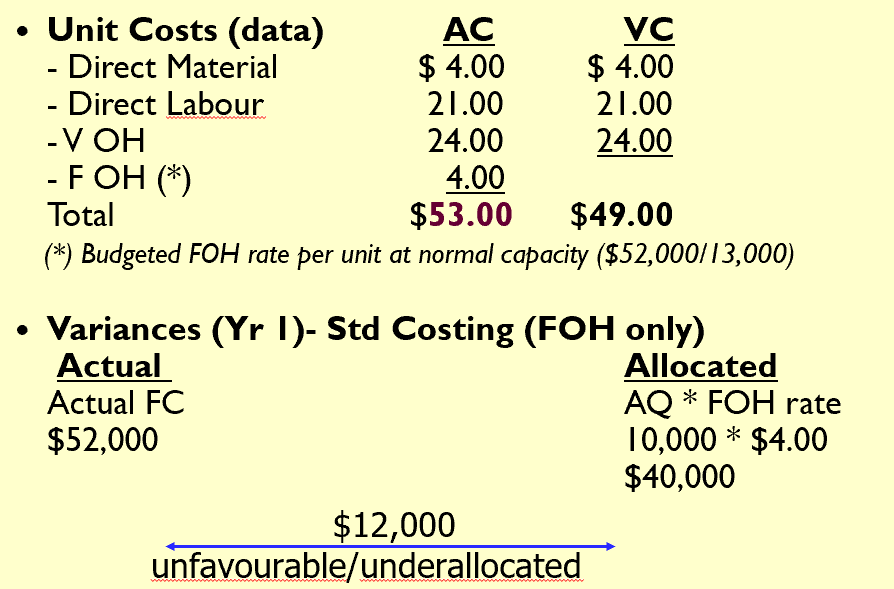 • Unit Costs (data) AC VC
- Direct Material $ 4.00 $ 4.00
- Direct Labour 21.00 21.00
- V OH 24.00 24.00
- F OH (*) 4.00
Total $53.00 $49.00
(*) Budgeted FOH rate per unit at normal capacity ($52,000/13,000)
• Variances (Yr 1)- Std Costing (FOH only)
Actual Allocated
Actual FC AQ * FOH rate
$52,000 10,000 * $4.00
$40,000
$12,000
unfavourable/underallocated